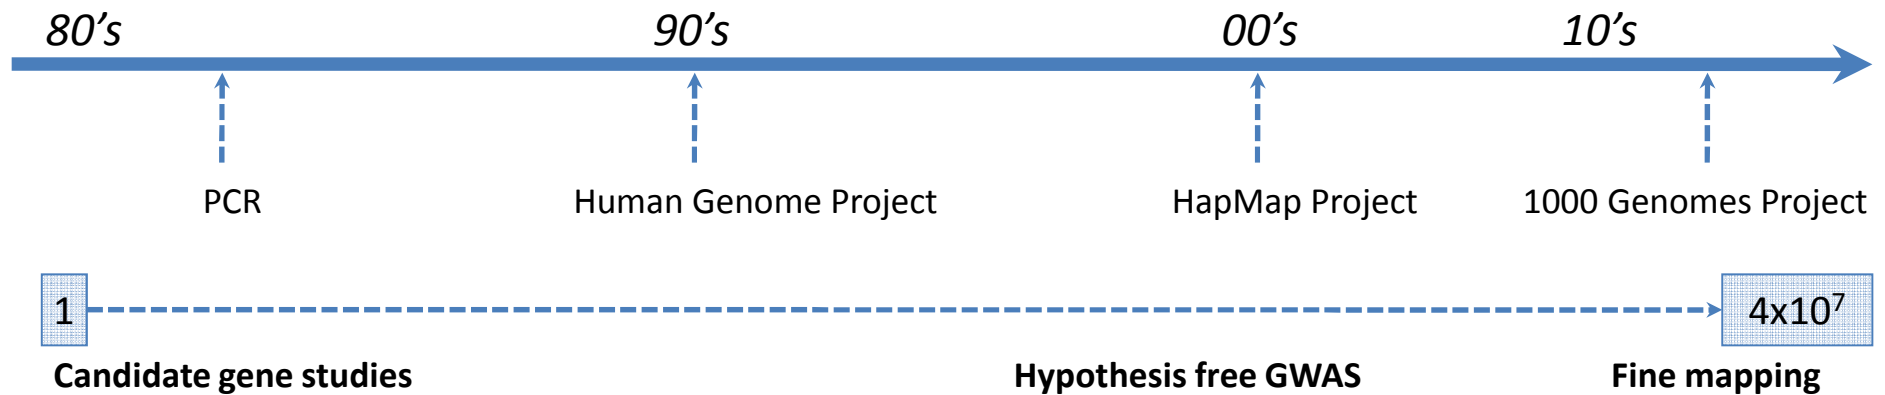 80's 90's 00's 10's
PCR Human Genome Project HapMap Project 1000 Genomes Project
1 4x10⁷
Candidate gene studies Hypothesis free GWAS Fine mapping